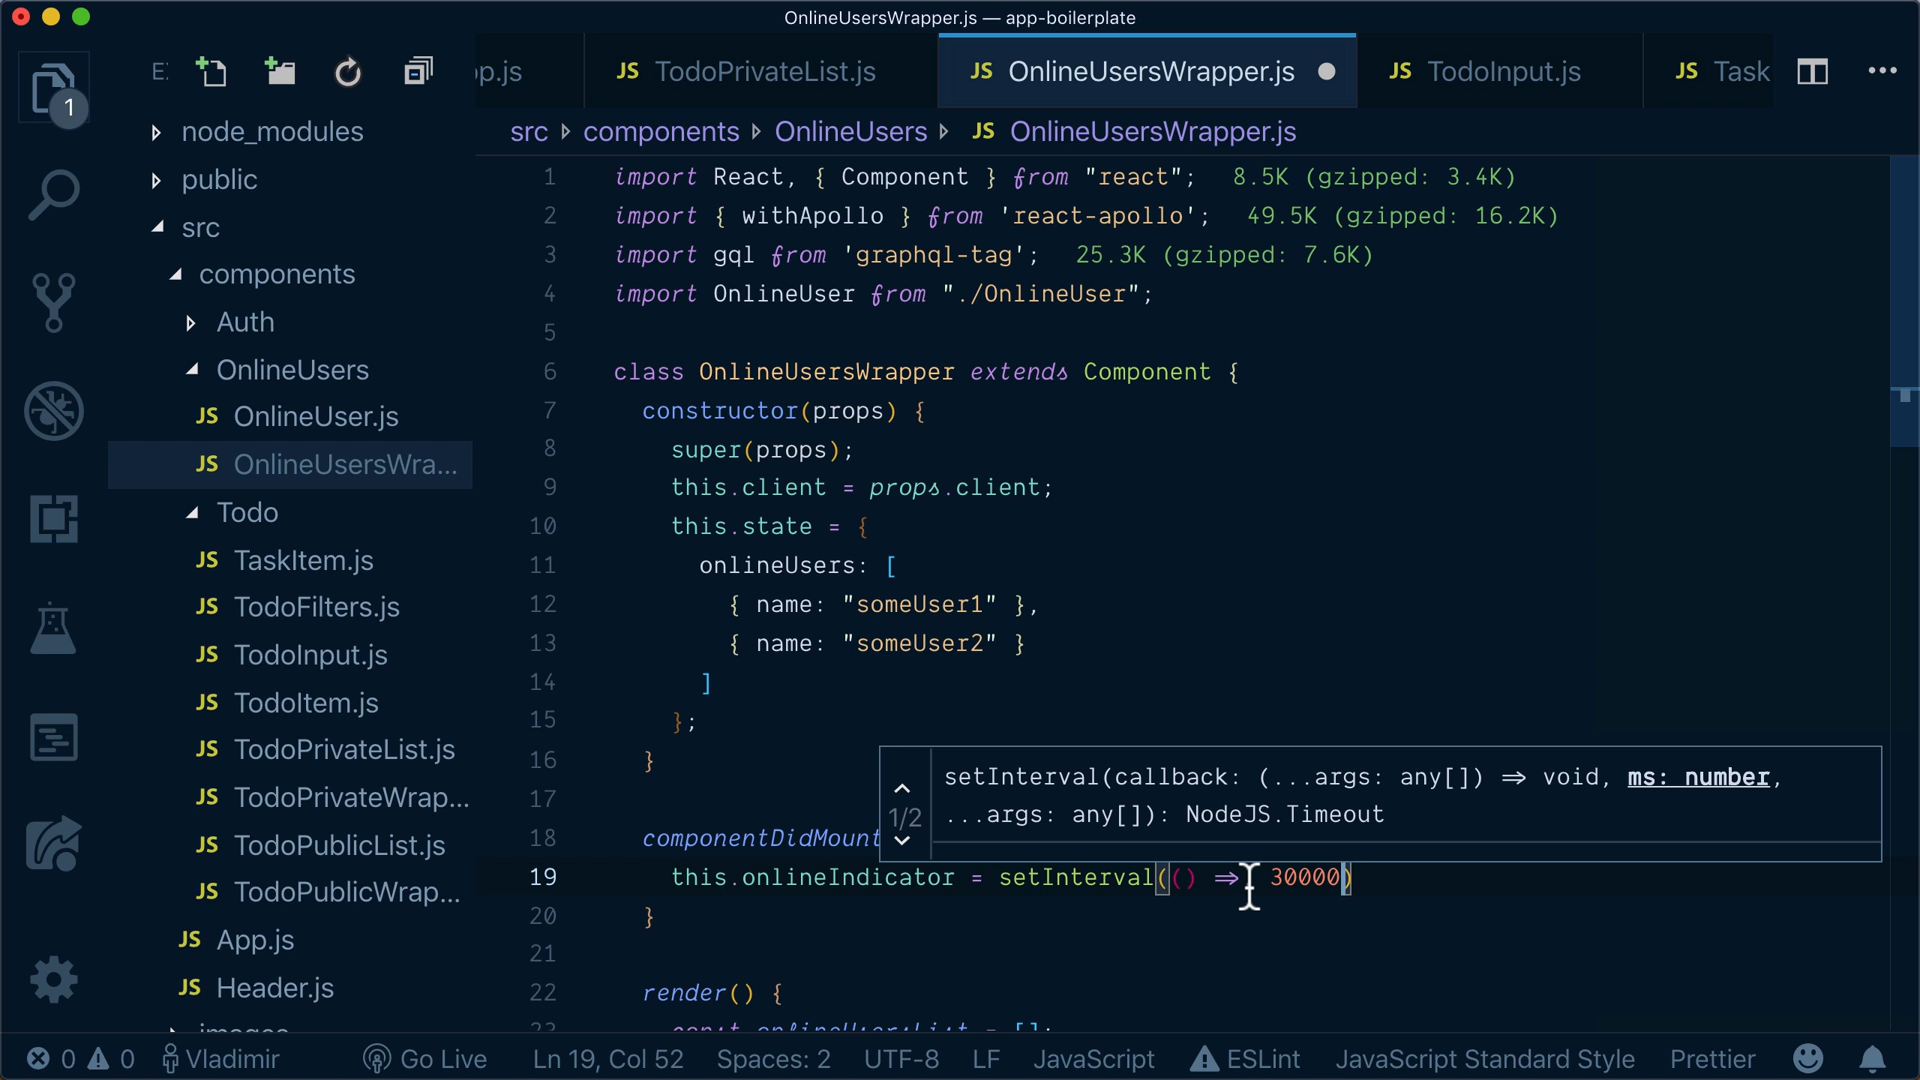 OnlineUsersWrapper.js — app-boilerplate
E:
p.js
JS TodoPrivateList.js
JS OnlineUsersWrapper.js
JS TodoInput.js
JS Task
1
src components OnlineUsers JS OnlineUsersWrapper.js
node_modules
public
src
components
Auth
OnlineUsers
JS OnlineUser.js
JS OnlineUsersWra...
Todo
JS TaskItem.js
JS TodoFilters.js
JS TodoInput.js
JS TodoItem.js
JS TodoPrivateList.js
JS TodoPrivateWrap...
JS TodoPublicList.js
JS TodoPublicWrap...
JS App.js
JS Header.js
images
1 import React, { Component } from "react"; 8.5K (gzipped: 3.4K)
2 import { withApollo } from 'react-apollo'; 49.5K (gzipped: 16.2K)
3 import gql from 'graphql-tag'; 25.3K (gzipped: 7.6K)
4 import OnlineUser from "./OnlineUser";
5
6 class OnlineUsersWrapper extends Component {
7 constructor(props) {
8 super(props);
9 this.client = props.client;
10 this.state = {
11 onlineUsers: [
12 { name: "someUser1" },
13 { name: "someUser2" }
14 ]
15 };
16 }
17
18 componentDidMount
19 this.onlineIndicator = setInterval(() ⇒ 30000)
20 }
21
22 render() {
23 const onlineUsersList = [];
1/2
setInterval(callback: (...args: any[]) ⇒ void, ms: number,
...args: any[]): NodeJS.Timeout
0 0 Vladimir Go Live Ln 19, Col 52 Spaces: 2 UTF-8 LF JavaScript ESLint JavaScript Standard Style Prettier